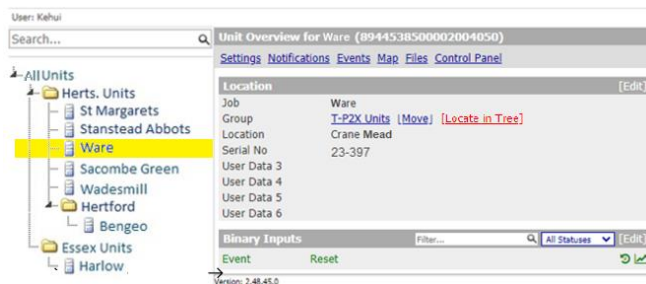 User: Kehui
Search...
AllUnits
Herts. Units
St Margarets
Stanstead Abbots
Ware
Sacombe Green
Wadesmill
Hertford
Bengeo
Essex Units
Harlow
Unit Overview for Ware (8944538500002004050)
Settings Notifications Events Map Files Control Panel
Location [Edit]
Job Ware
Group T-P2X Units [Move] [Locate in Tree]
Location Crane Mead
Serial No 23-397
User Data 3
User Data 4
User Data 5
User Data 6
Binary Inputs Filter... All Statuses [Edit]
Event Reset
Version: 2.48.45.0